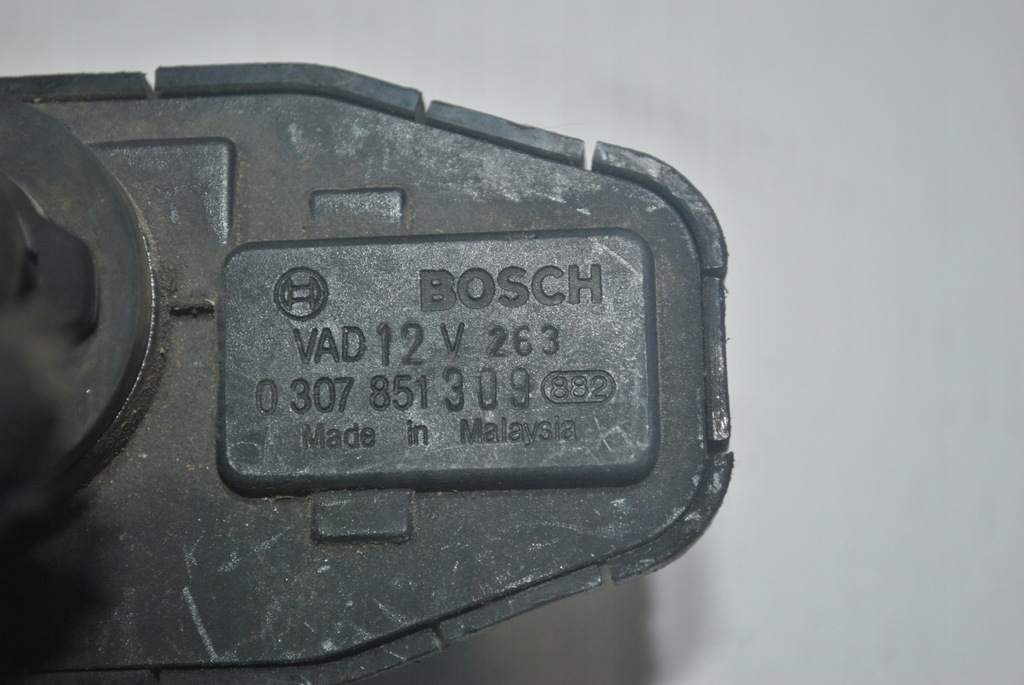 BOSCH
VAD 12 V 263
0 307 851 309 882
Made in Malaysia